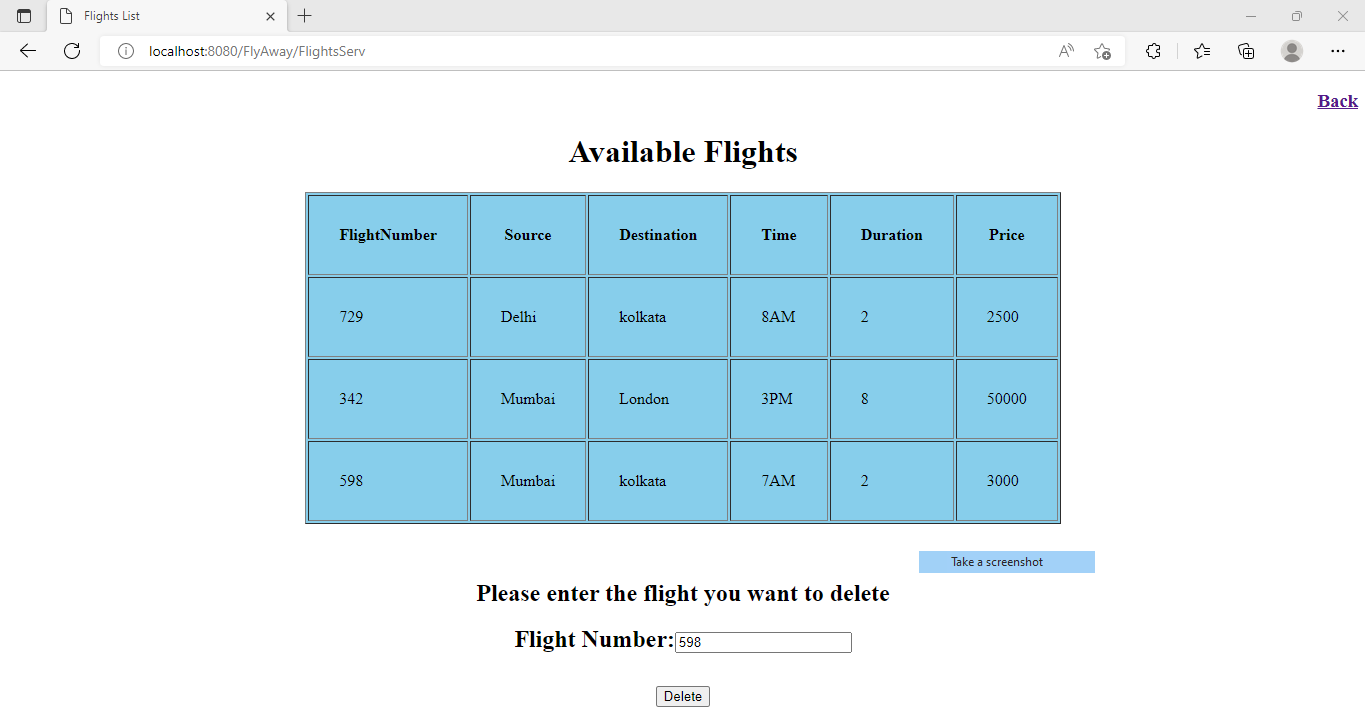 Flights List
localhost:8080/FlyAway/FlightsServ
Back
Available Flights
FlightNumber Source Destination Time Duration Price
729 Delhi kolkata 8AM 2 2500
342 Mumbai London 3PM 8 50000
598 Mumbai kolkata 7AM 2 3000
Take a screenshot
Please enter the flight you want to delete
Flight Number:598
Delete